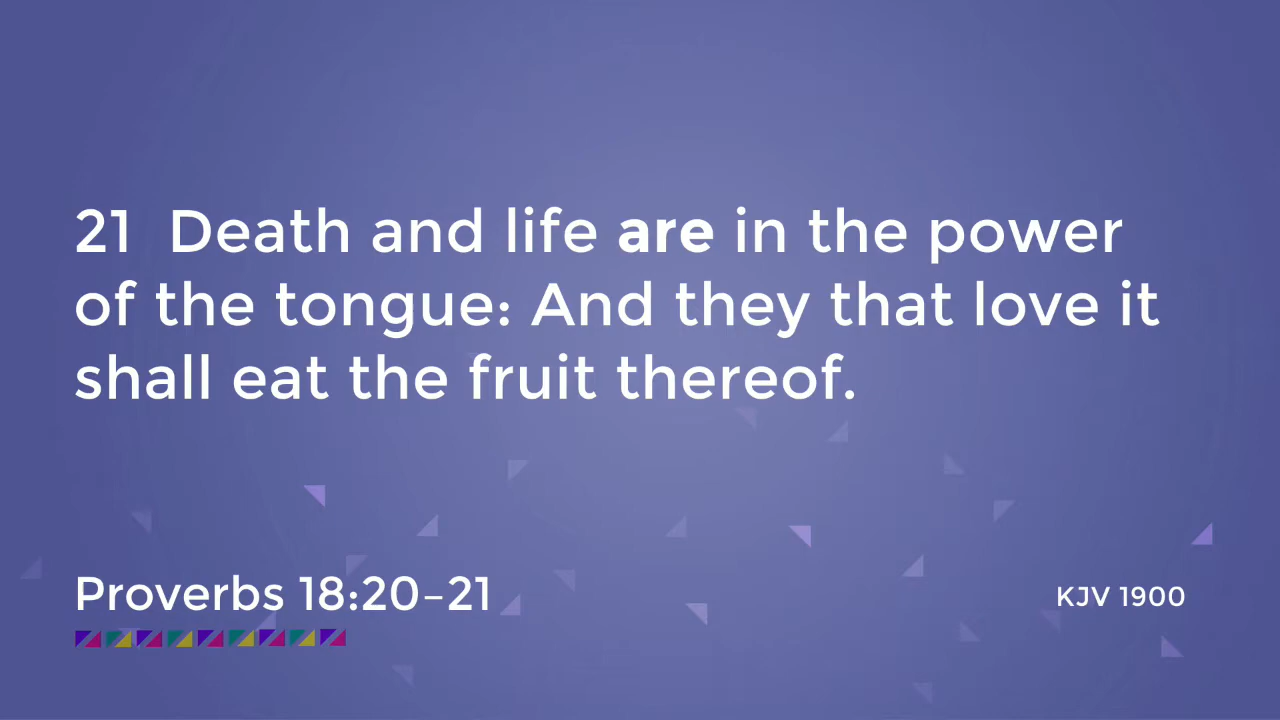 21 Death and life are in the power
of the tongue: And they that love it
shall eat the fruit thereof.
Proverbs 18:20–21
KJV 1900